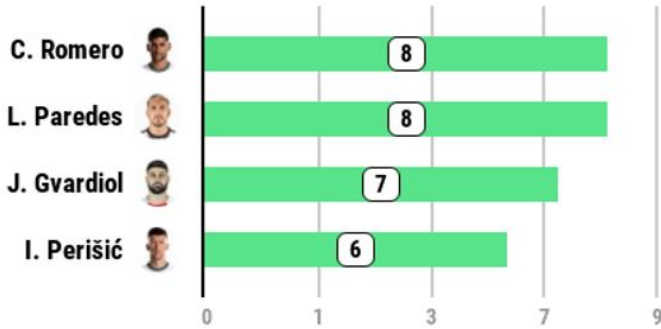 C. Romero 8
L. Paredes 8
J. Gvardiol 7
I. Perišić 6
0 1 3 7 9